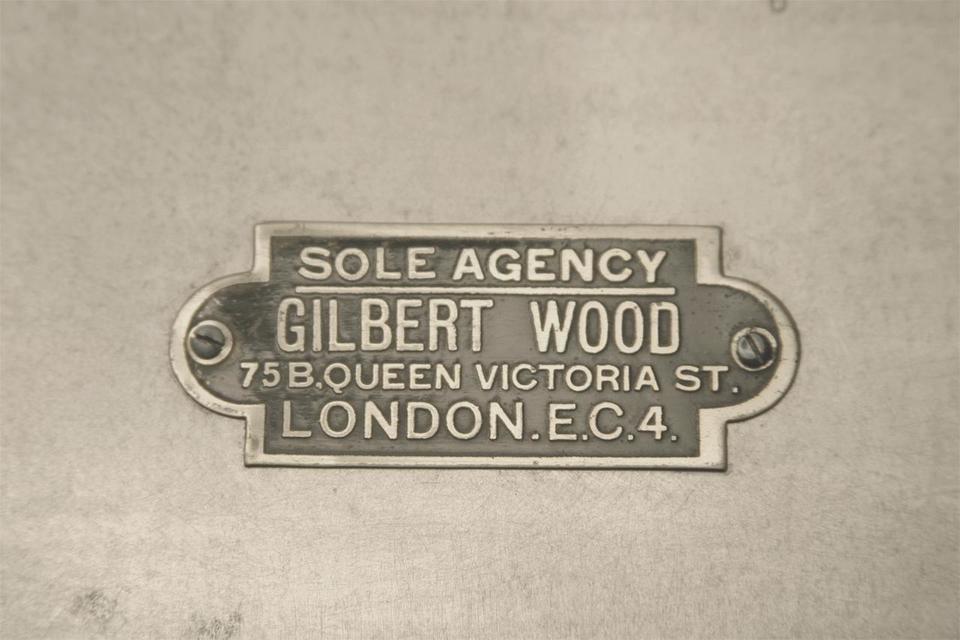 SOLE AGENCY
GILBERT WOOD
75B,QUEEN VICTORIA ST.
LONDON.E.C.4.